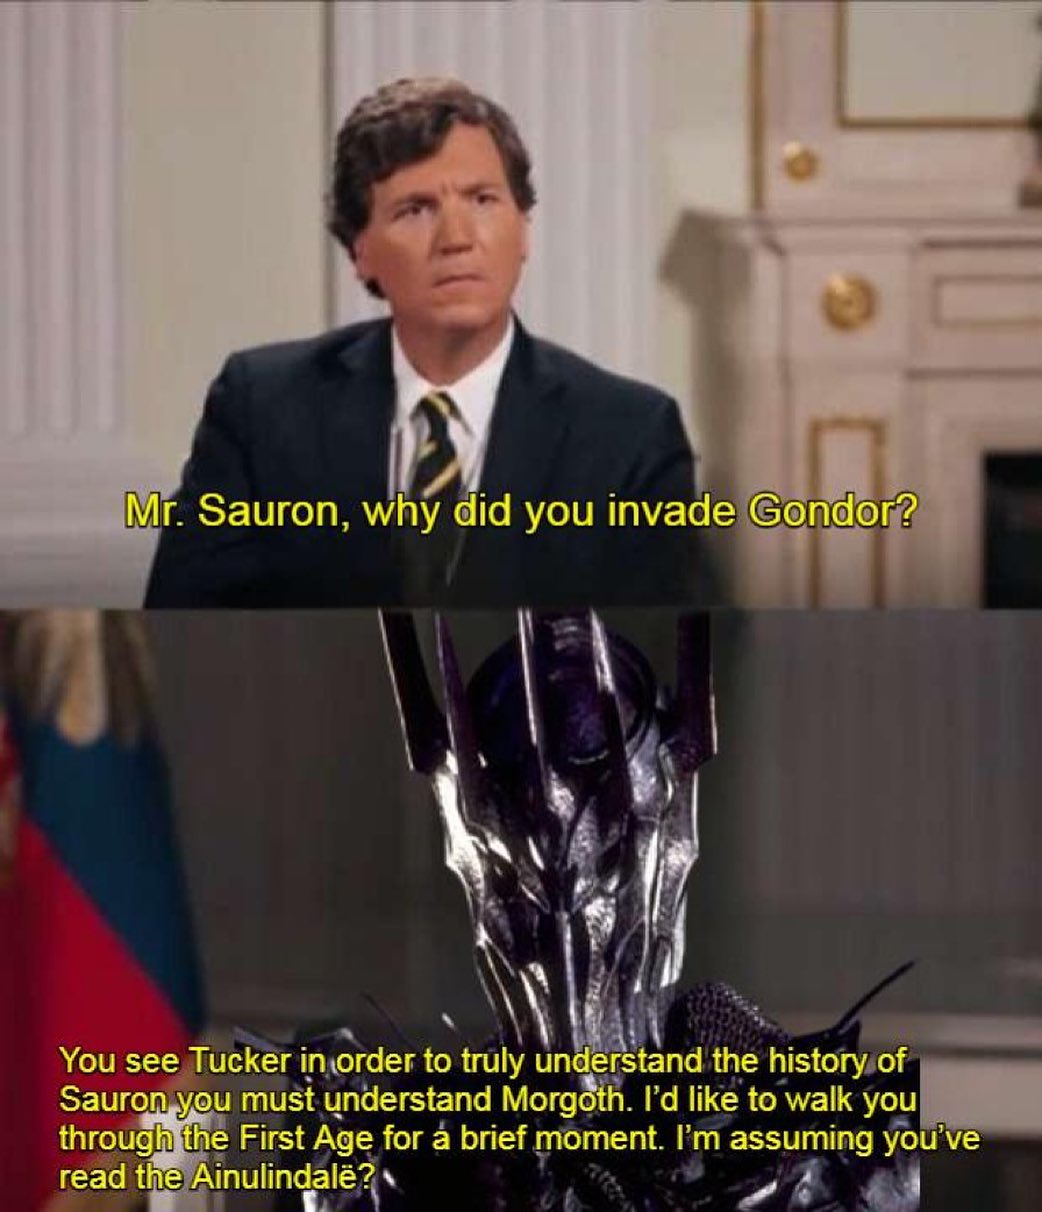 Mr. Sauron, why did you invade Gondor?
You see Tucker in order to truly understand the history of
Sauron you must understand Morgoth. I'd like to walk you
through the First Age for a brief moment. I'm assuming you've
read the Ainulindalë?